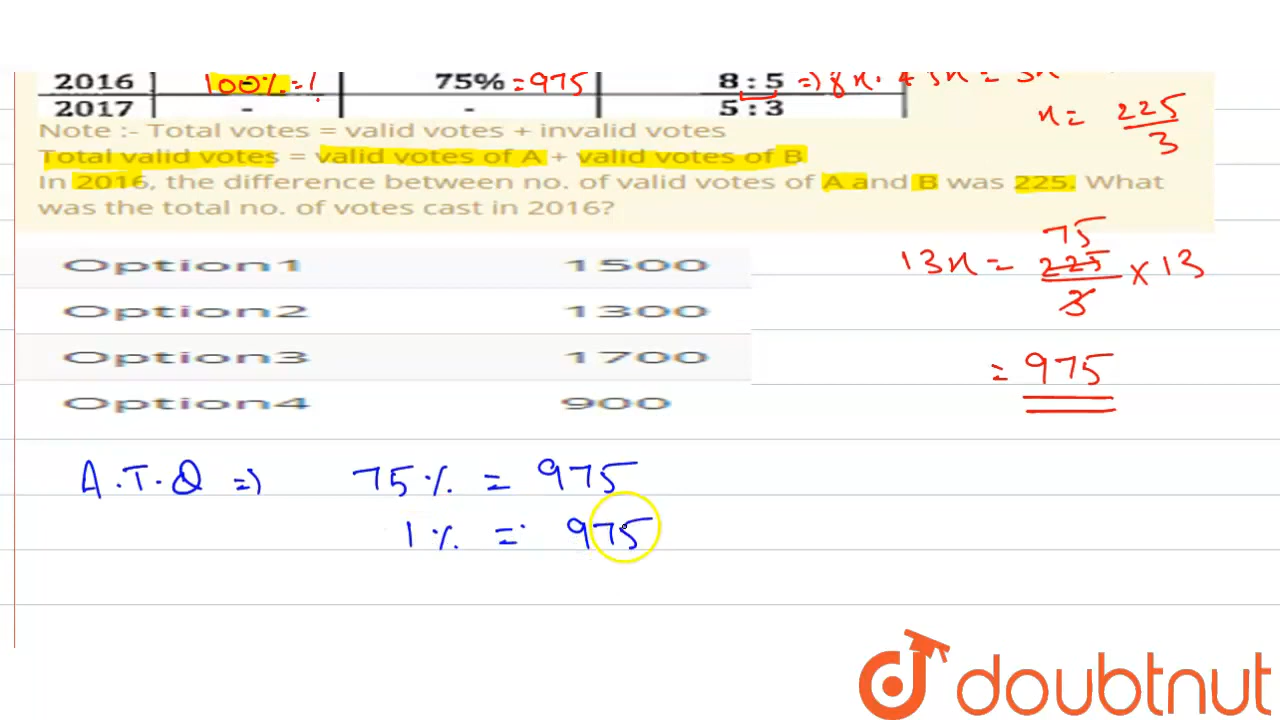 2016 100% = ! 75% = 975 8 : 5 =) 8x - 5x = 3x
2017 - - 5 : 3
x = 225/3
Note :- Total votes = valid votes + invalid votes
Total valid votes = valid votes of A + valid votes of B
In 2016, the difference between no. of valid votes of A and B was 225. What
was the total no. of votes cast in 2016?
13x = 225/3 × 13
75
= 975
Option1 1500
Option2 1300
Option3 1700
Option4 900
A.T.Q =) 75% = 975
1% = 975
doubtnut